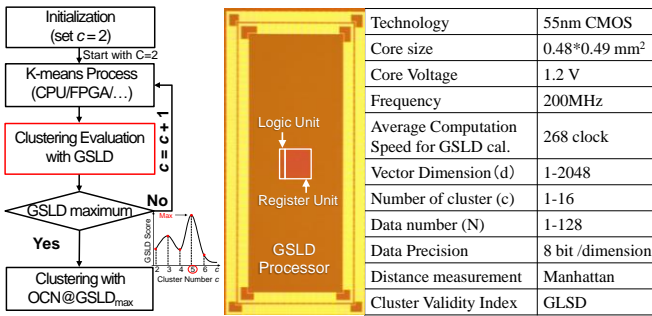 Initialization
(set c = 2)
Start with C=2
K-means Process
(CPU/FPGA/…)
Clustering Evaluation
with GSLD
c = c + 1
GSLD maximum
No
Yes
Clustering with
OCN@GSLDmax
Max
GSLD Score
2 3 4 5 6 c
Cluster Number c
Logic Unit
Register Unit
GSLD
Processor
Technology 55nm CMOS
Core size 0.48*0.49 mm²
Core Voltage 1.2 V
Frequency 200MHz
Average Computation
Speed for GSLD cal. 268 clock
Vector Dimension(d) 1-2048
Number of cluster (c) 1-16
Data number (N) 1-128
Data Precision 8 bit /dimension
Distance measurement Manhattan
Cluster Validity Index GLSD